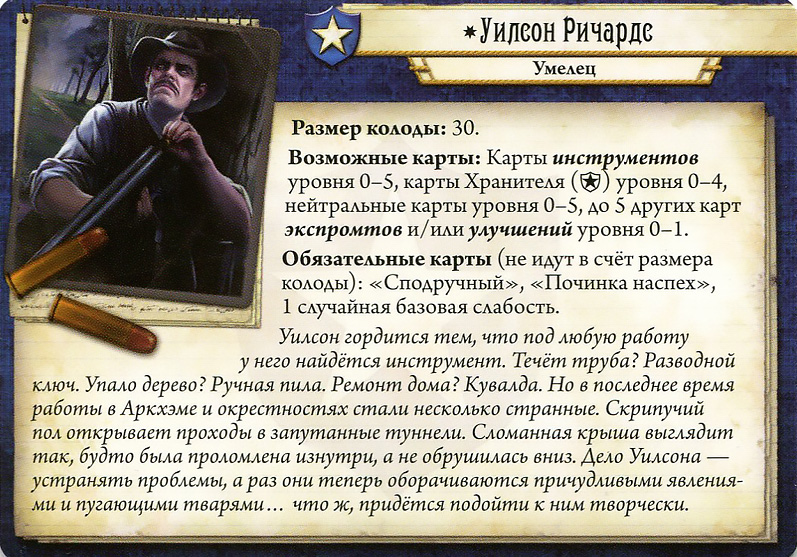 *Уилсон Ричардс
Умелец
Размер колоды: 30.
Возможные карты: Карты инструментов
уровня 0–5, карты Хранителя () уровня 0–4,
нейтральные карты уровня 0–5, до 5 других карт
экспромтов и/или улучшений уровня 0–1.
Обязательные карты (не идут в счёт размера
колоды): «Сподручный», «Починка наспех»,
1 случайная базовая слабость.
Уилсон гордится тем, что под любую работу
у него найдётся инструмент. Течёт труба? Разводной
ключ. Упало дерево? Ручная пила. Ремонт дома? Кувалда. Но в последнее время
работы в Аркхэме и окрестностях стали несколько странные. Скрипучий
пол открывает проходы в запутанные туннели. Сломанная крыша выглядит
так, будто была проломлена изнутри, а не обрушилась вниз. Дело Уилсона —
устранять проблемы, а раз они теперь оборачиваются причудливыми явления-
ми и пугающими тварями… что ж, придётся подойти к ним творчески.